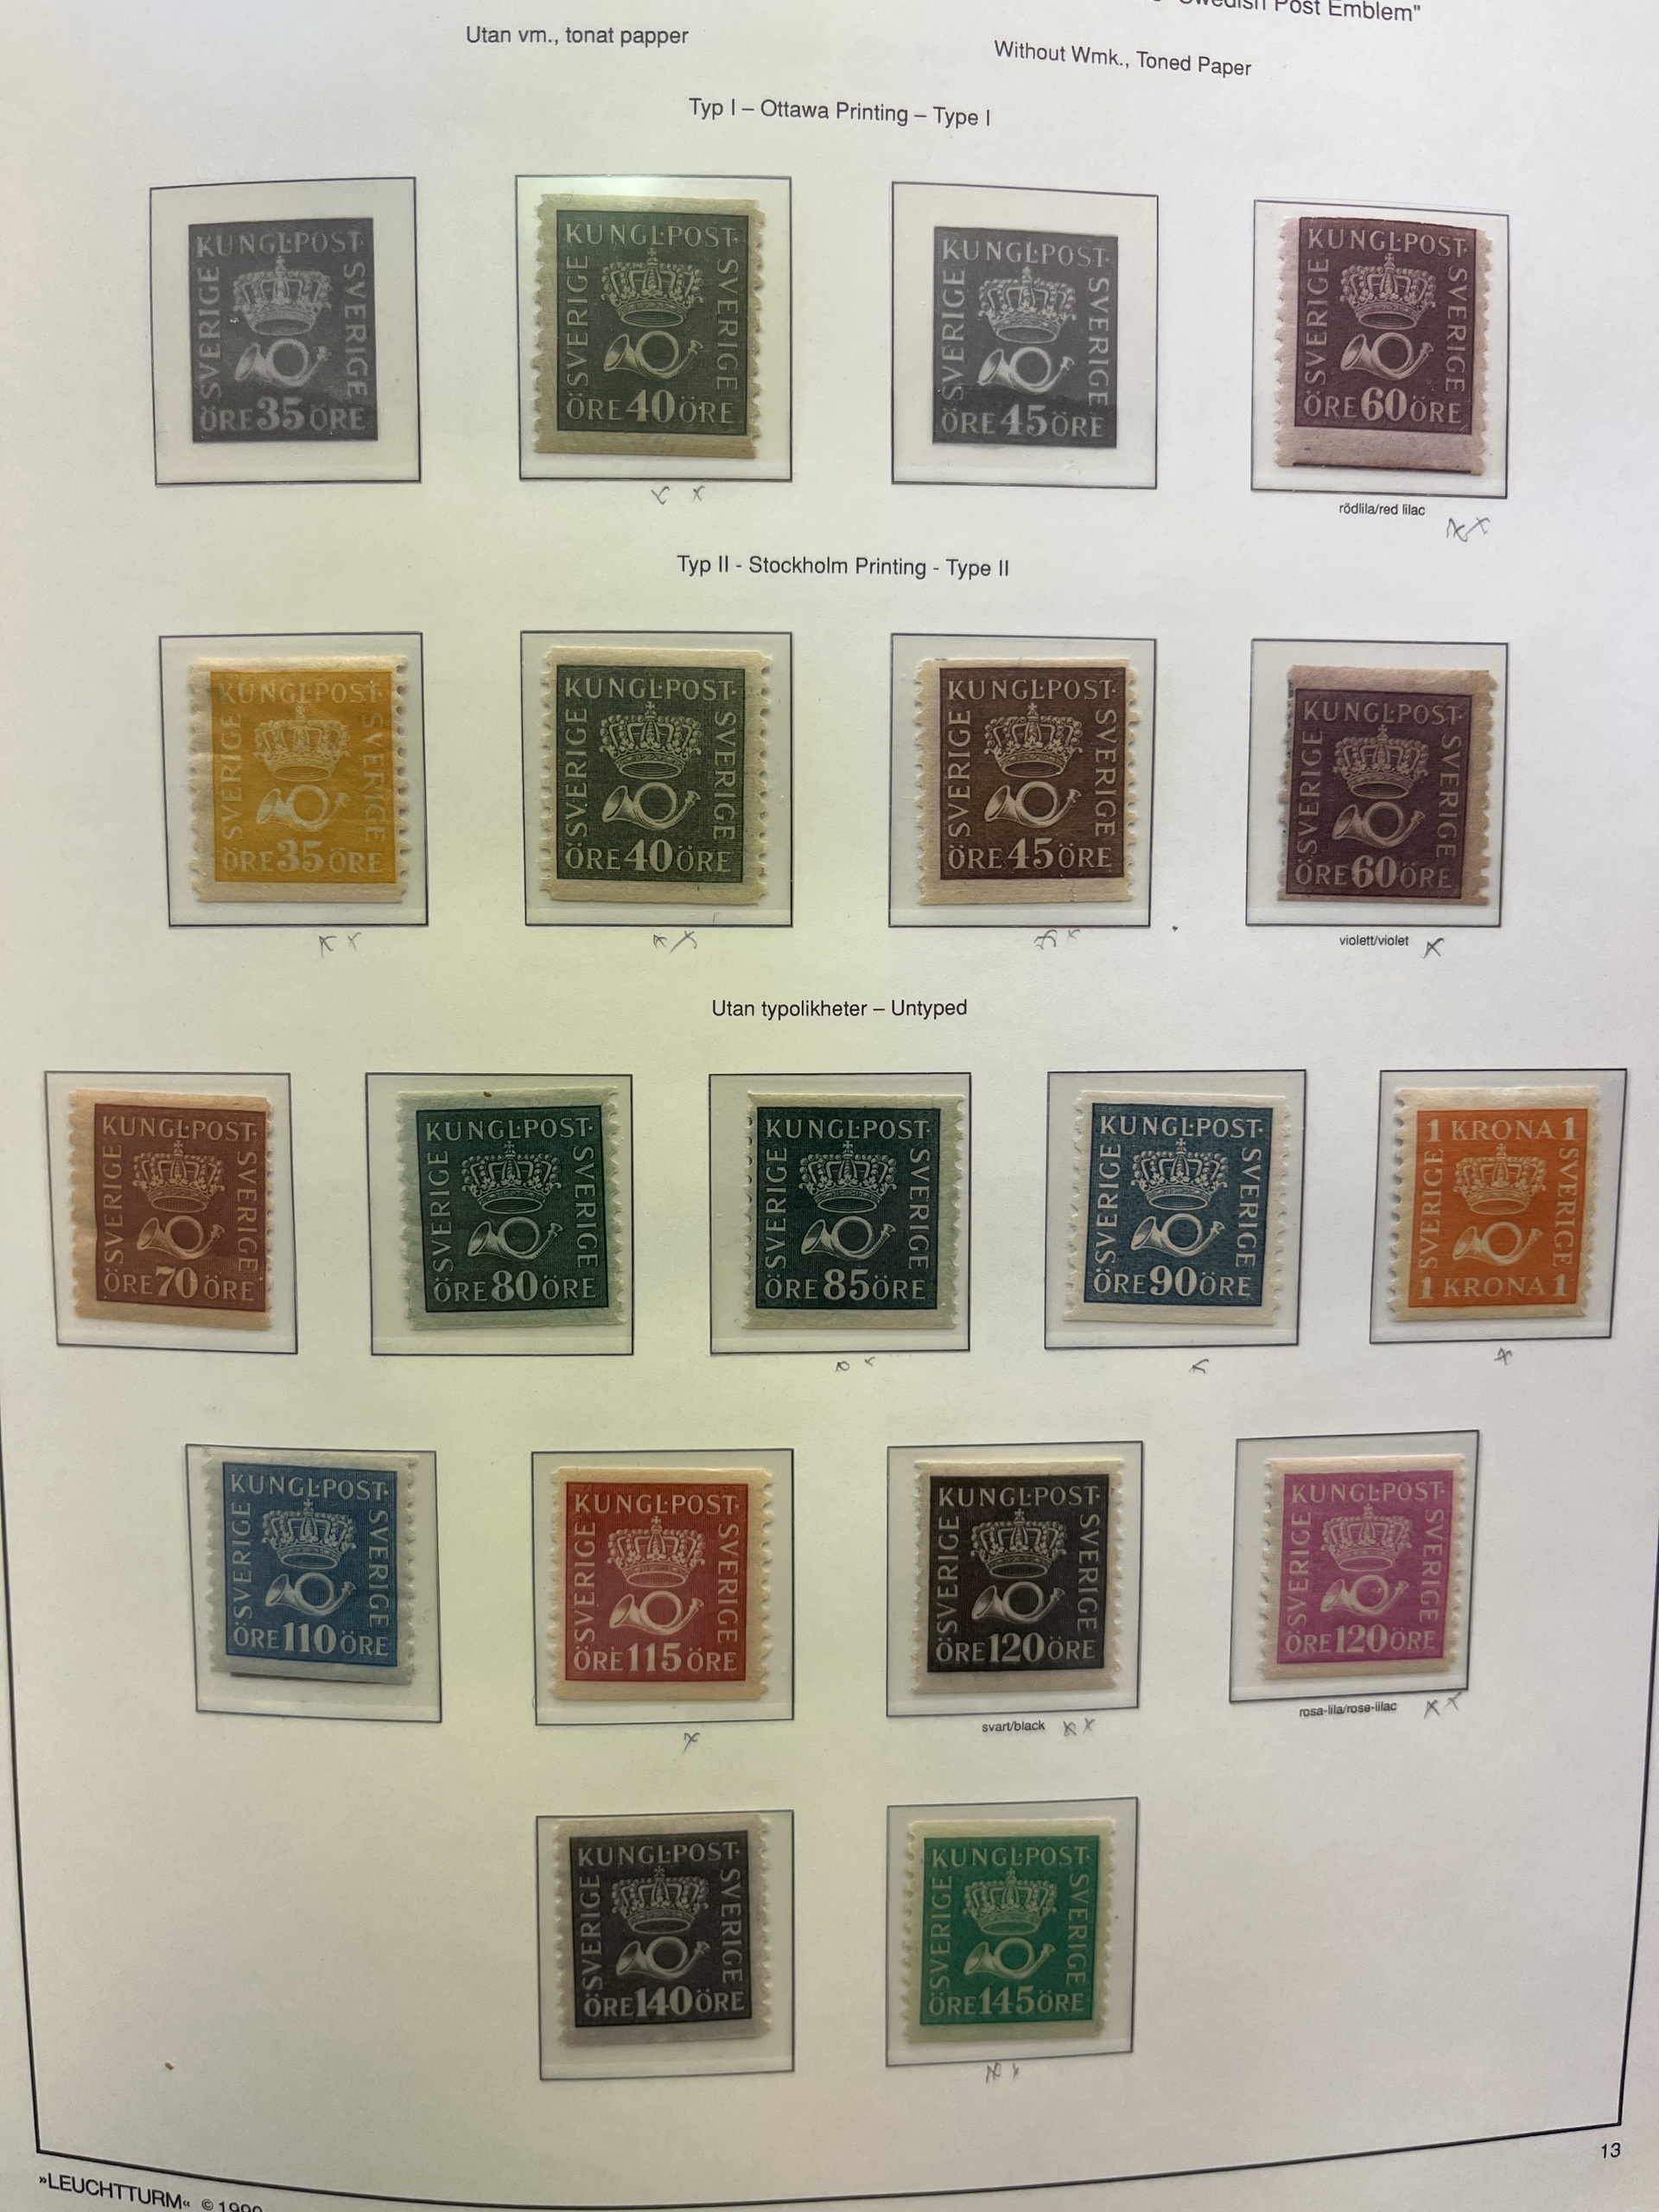 Swedish Post Emblem"
Utan vm., tonat papper
Without Wmk., Toned Paper
Typ I – Ottawa Printing – Type I
KUNGL·POST·
SVERIGE
SVERIGE
ÖRE 35 ÖRE
KUNGL·POST·
SVERIGE
SVERIGE
ÖRE 40 ÖRE
KUNGL·POST·
SVERIGE
SVERIGE
ÖRE 45 ÖRE
KUNGL·POST·
SVERIGE
SVERIGE
ÖRE 60 ÖRE
x x
rödlila/red lilac
x x
Typ II - Stockholm Printing - Type II
KUNGL·POST·
SVERIGE
SVERIGE
ÖRE 35 ÖRE
KUNGL·POST·
SVERIGE
SVERIGE
ÖRE 40 ÖRE
KUNGL·POST·
SVERIGE
SVERIGE
ÖRE 45 ÖRE
KUNGL·POST·
SVERIGE
SVERIGE
ÖRE 60 ÖRE
x x
x x
x x
violett/violet x
Utan typolikheter – Untyped
KUNGL·POST·
SVERIGE
SVERIGE
ÖRE 70 ÖRE
KUNGL·POST·
SVERIGE
SVERIGE
ÖRE 80 ÖRE
KUNGL·POST·
SVERIGE
SVERIGE
ÖRE 85 ÖRE
KUNGL·POST·
SVERIGE
SVERIGE
ÖRE 90 ÖRE
1 KRONA 1
SVERIGE
SVERIGE
1 KRONA 1
x x
x
x
KUNGL·POST·
SVERIGE
SVERIGE
ÖRE 110 ÖRE
KUNGL·POST·
SVERIGE
SVERIGE
ÖRE 115 ÖRE
KUNGL·POST·
SVERIGE
SVERIGE
ÖRE 120 ÖRE
KUNGL·POST·
SVERIGE
SVERIGE
ÖRE 120 ÖRE
x
svart/black x x
rosa-lila/rose-lilac x x
KUNGL·POST·
SVERIGE
SVERIGE
ÖRE 140 ÖRE
KUNGL·POST·
SVERIGE
SVERIGE
ÖRE 145 ÖRE
x x
13
»LEUCHTTURM« © 1990